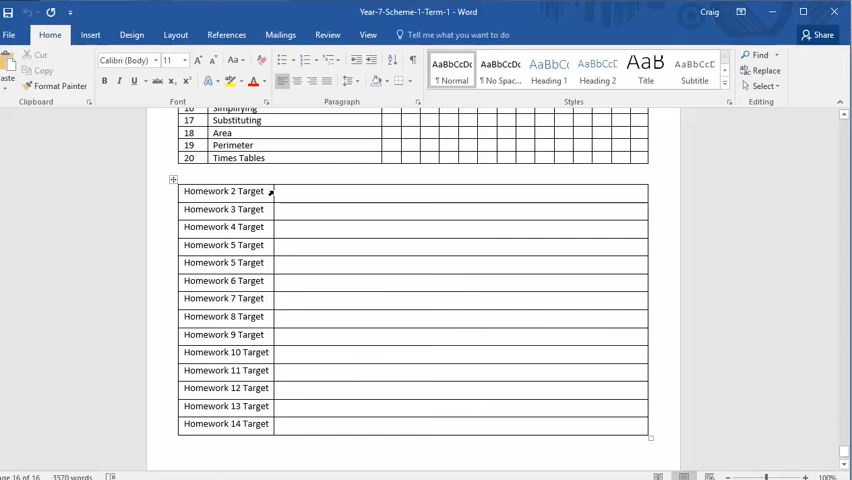 Year-7-Scheme-1-Term-1 - Word
Craig
File Home Insert Design Layout References Mailings Review View Tell me what you want to do Share
Cut
Copy
Format Painter
Clipboard
Calibri (Body) 11
Font
Paragraph
AaBbCcDc AaBbCcDc AaBbCc AaBbCcD AaB AaBbCcD
¶ Normal ¶ No Spac... Heading 1 Heading 2 Title Subtitle
Styles
Find
Replace
Select
Editing
16 Simplifying
17 Substituting
18 Area
19 Perimeter
20 Times Tables
Homework 2 Target
Homework 3 Target
Homework 4 Target
Homework 5 Target
Homework 5 Target
Homework 6 Target
Homework 7 Target
Homework 8 Target
Homework 9 Target
Homework 10 Target
Homework 11 Target
Homework 12 Target
Homework 13 Target
Homework 14 Target
age 16 of 16 3570 words 100%